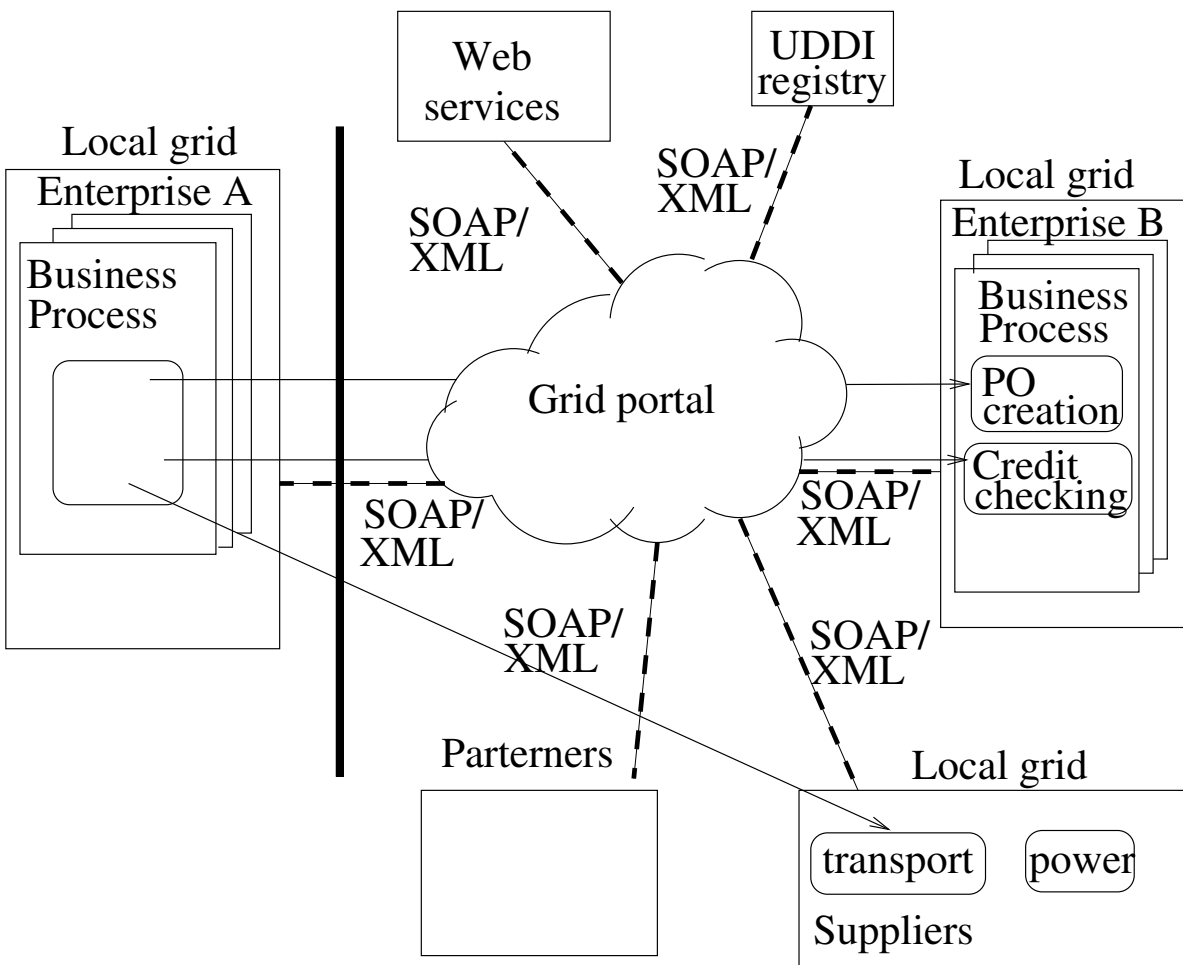 Web
services
UDDI
registry
Local grid
Enterprise A
Business
Process
SOAP/
XML
SOAP/
XML
Local grid
Enterprise B
Business
Process
PO
creation
Credit
checking
Grid portal
SOAP/
XML
SOAP/
XML
SOAP/
XML
SOAP/
XML
Parterners
Local grid
transport
power
Suppliers